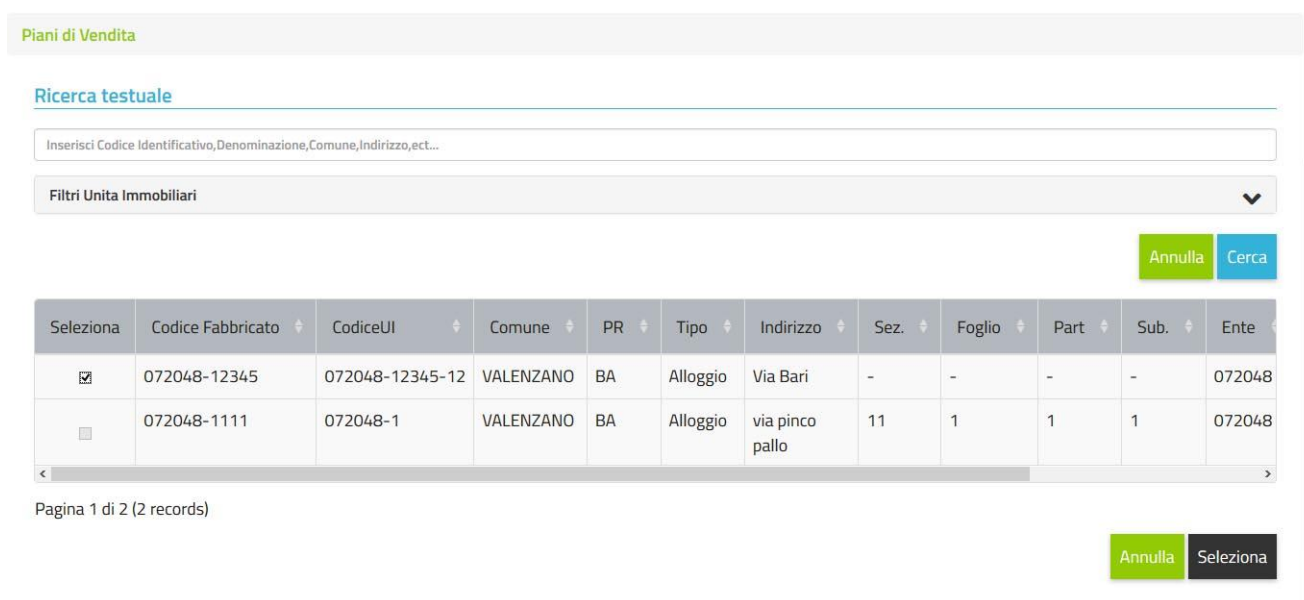 Piani di Vendita
Ricerca testuale
Inserisci Codice Identificativo,Denominazione,Comune,Indirizzo,ect...
Filtri Unita Immobiliari
Annulla Cerca
Seleziona Codice Fabbricato CodiceUI Comune PR Tipo Indirizzo Sez. Foglio Part Sub. Ente
072048-12345 072048-12345-12 VALENZANO BA Alloggio Via Bari - - - - 072048
072048-1111 072048-1 VALENZANO BA Alloggio via pinco 11 1 1 1 072048
pallo
Pagina 1 di 2 (2 records)
Annulla Seleziona